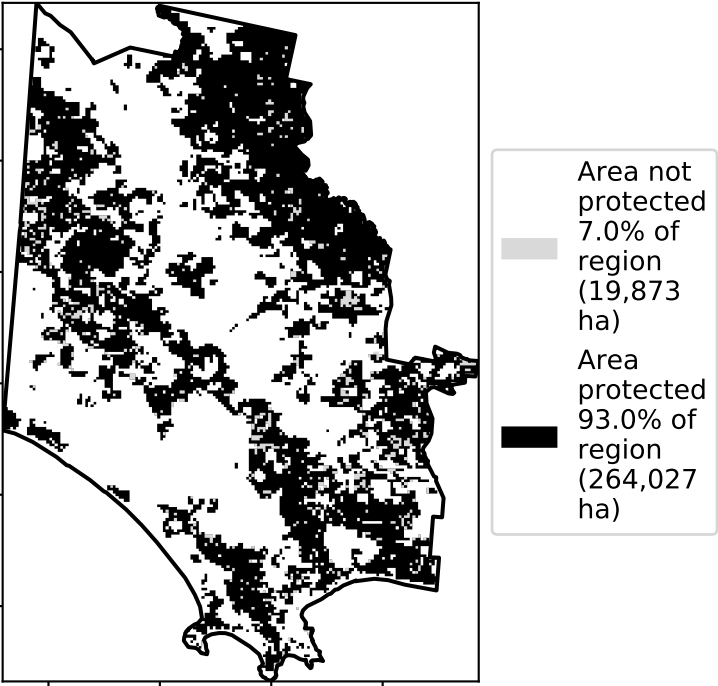 Area not
protected
7.0% of
region
(19,873
ha)
Area
protected
93.0% of
region
(264,027
ha)